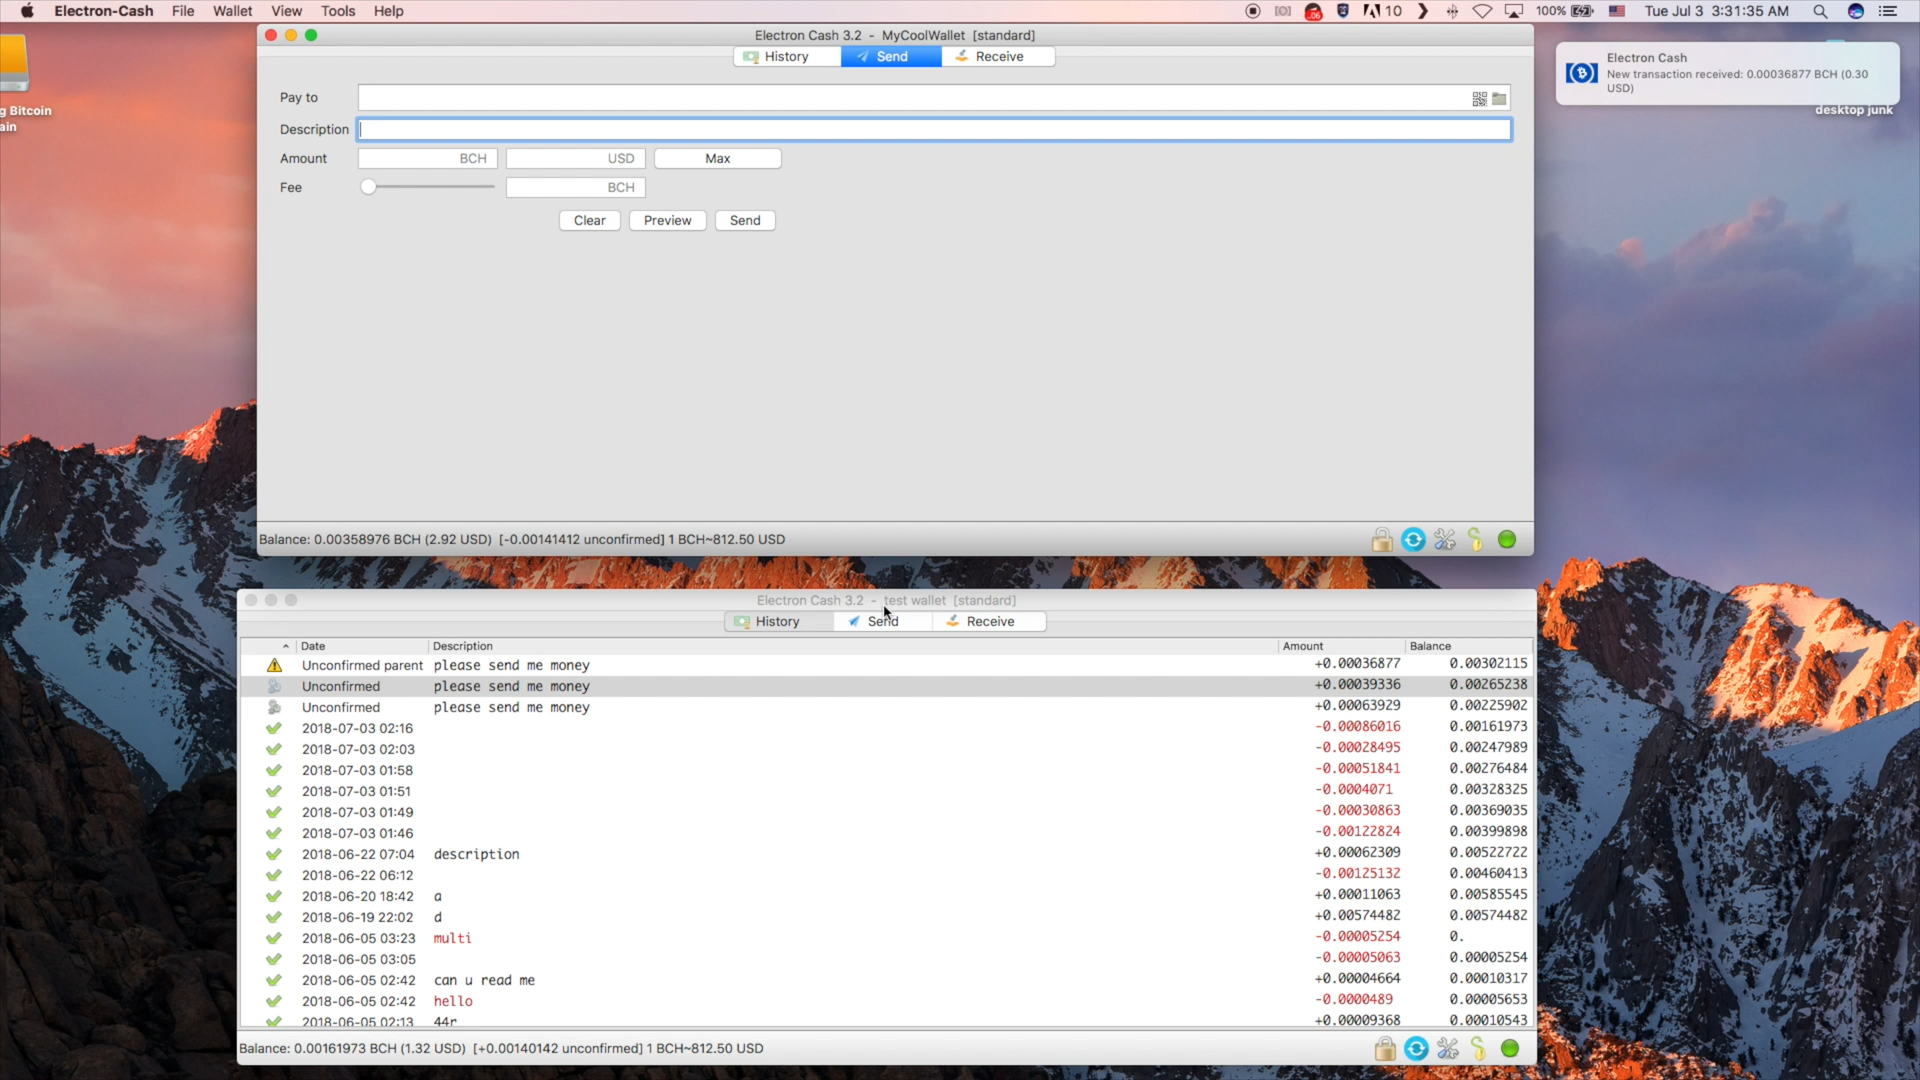 Electron-Cash File Wallet View Tools Help
.06 10 100% Tue Jul 3 3:31:35 AM
Electron Cash 3.2 - MyCoolWallet [standard]
History Send Receive
Pay to
Description
Amount BCH USD Max
Fee BCH
Clear Preview Send
Balance: 0.00358976 BCH (2.92 USD) [-0.00141412 unconfirmed] 1 BCH~812.50 USD
Electron Cash
New transaction received: 0.00036877 BCH (0.30
USD)
desktop junk
g Bitcoin
ain
Electron Cash 3.2 - test wallet [standard]
History Send Receive
Date Description Amount Balance
Unconfirmed parent please send me money +0.00036877 0.00302115
Unconfirmed please send me money +0.00039336 0.00265238
Unconfirmed please send me money +0.00063929 0.00225902
2018-07-03 02:16 -0.00086016 0.00161973
2018-07-03 02:03 -0.00028495 0.00247989
2018-07-03 01:58 -0.00051841 0.00276484
2018-07-03 01:51 -0.0004071 0.00328325
2018-07-03 01:49 -0.00030863 0.00369035
2018-07-03 01:46 -0.00122824 0.00399898
2018-06-22 07:04 description +0.00062309 0.00522722
2018-06-22 06:12 -0.00125132 0.00460413
2018-06-20 18:42 a +0.00011063 0.00585545
2018-06-19 22:02 d +0.00574482 0.00574482
2018-06-05 03:23 multi -0.00005254 0.
2018-06-05 03:05 -0.00005063 0.00005254
2018-06-05 02:42 can u read me +0.00004664 0.00010317
2018-06-05 02:42 hello -0.0000489 0.00005653
2018-06-05 02:13 44r +0.00009368 0.00010543
Balance: 0.00161973 BCH (1.32 USD) [+0.00140142 unconfirmed] 1 BCH~812.50 USD